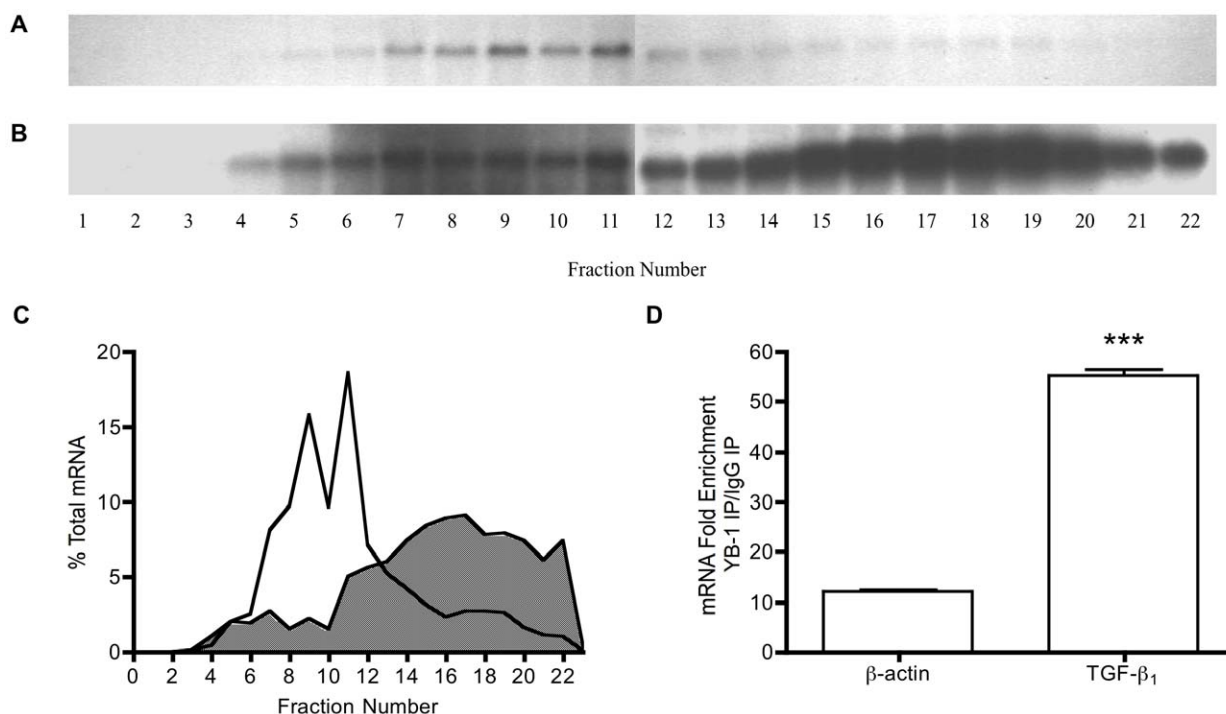 A
B
1 2 3 4 5 6 7 8 9 10 11 12 13 14 15 16 17 18 19 20 21 22
Fraction Number
C
20
15
10
5
0
% Total mRNA
0 2 4 6 8 10 12 14 16 18 20 22
Fraction Number
D
60
50
40
30
20
10
0
mRNA Fold Enrichment
YB-1 IP/IgG IP
***
β-actin TGF-β₁